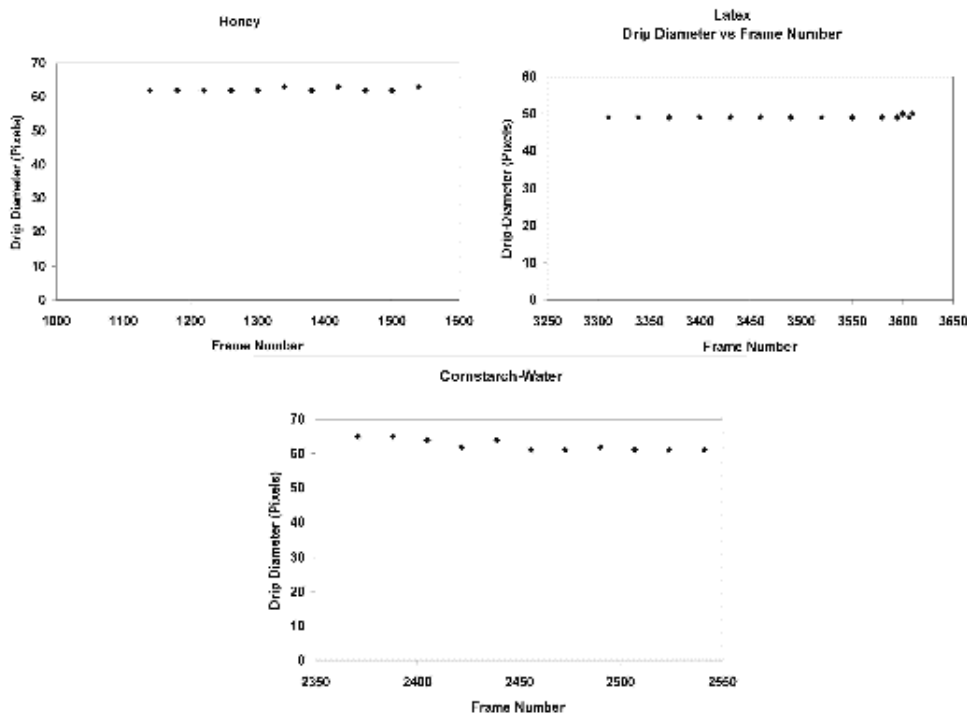 Honey
70
60
50
40
30
20
10
0
Drip Diameter (Pixels)
1000 1100 1200 1300 1400 1500 1600
Frame Number
Latex
Drip Diameter vs Frame Number
60
50
40
30
20
10
0
Drip-Diameter (Pixels)
3250 3300 3350 3400 3450 3500 3550 3600 3650
Frame Number
Cornstarch-Water
70
60
50
40
30
20
10
0
Drip Diameter (Pixels)
2350 2400 2450 2500 2550
Frame Number